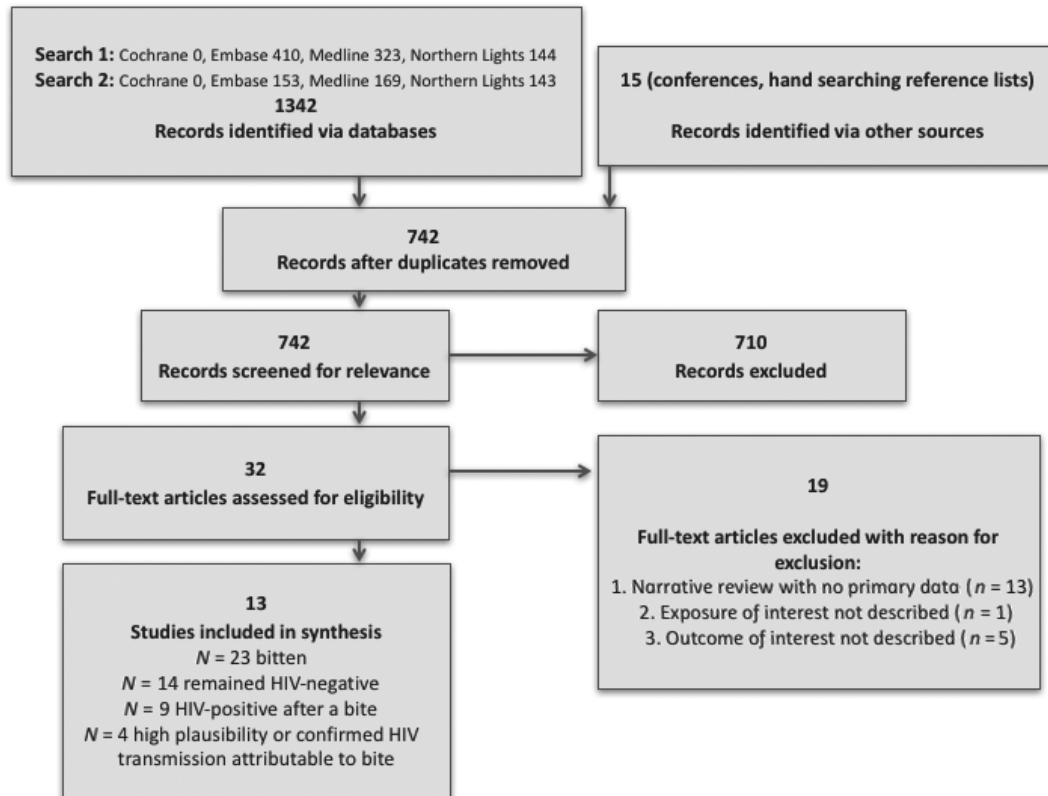 Search 1: Cochrane 0, Embase 410, Medline 323, Northern Lights 144
Search 2: Cochrane 0, Embase 153, Medline 169, Northern Lights 143
1342
Records identified via databases
15 (conferences, hand searching reference lists)
Records identified via other sources
742
Records after duplicates removed
742
Records screened for relevance
710
Records excluded
32
Full-text articles assessed for eligibility
19
Full-text articles excluded with reason for
exclusion:
1. Narrative review with no primary data (n = 13)
2. Exposure of interest not described (n = 1)
3. Outcome of interest not described (n = 5)
13
Studies included in synthesis
N = 23 bitten
N = 14 remained HIV-negative
N = 9 HIV-positive after a bite
N = 4 high plausibility or confirmed HIV
transmission attributable to bite